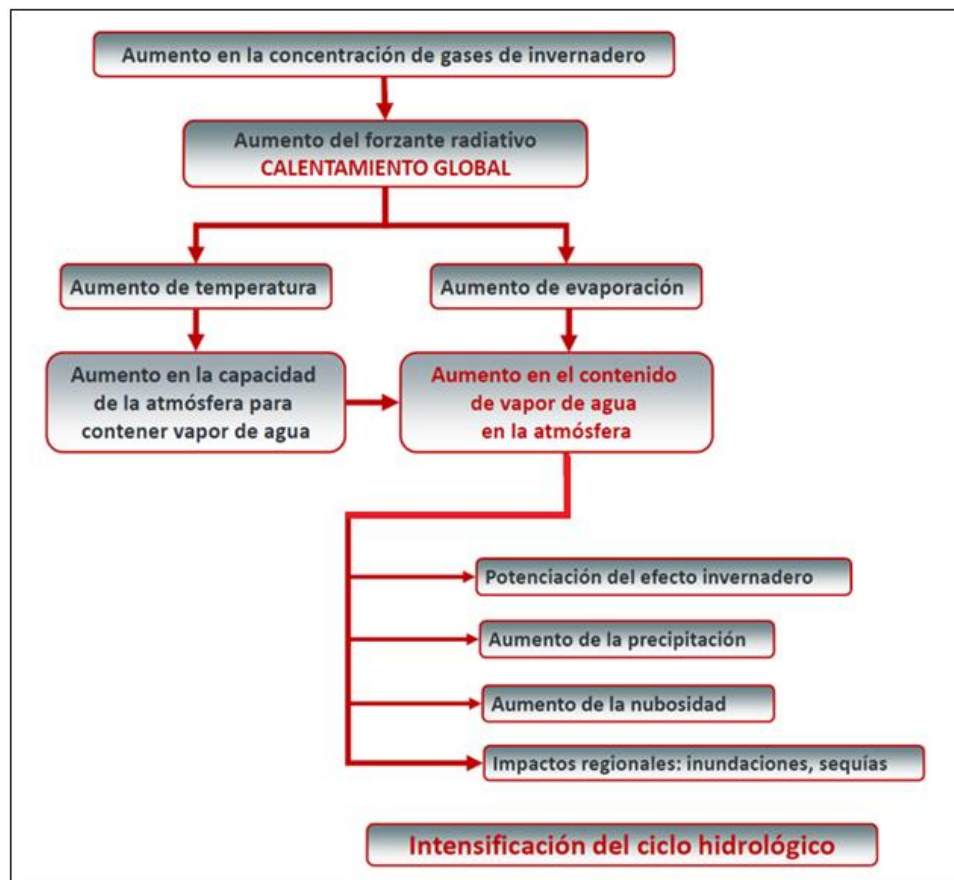 Aumento en la concentración de gases de invernadero
Aumento del forzante radiativo
CALENTAMIENTO GLOBAL
Aumento de temperatura
Aumento de evaporación
Aumento en la capacidad
de la atmósfera para
contener vapor de agua
Aumento en el contenido
de vapor de agua
en la atmósfera
Potenciación del efecto invernadero
Aumento de la precipitación
Aumento de la nubosidad
Impactos regionales: inundaciones, sequías
Intensificación del ciclo hidrológico